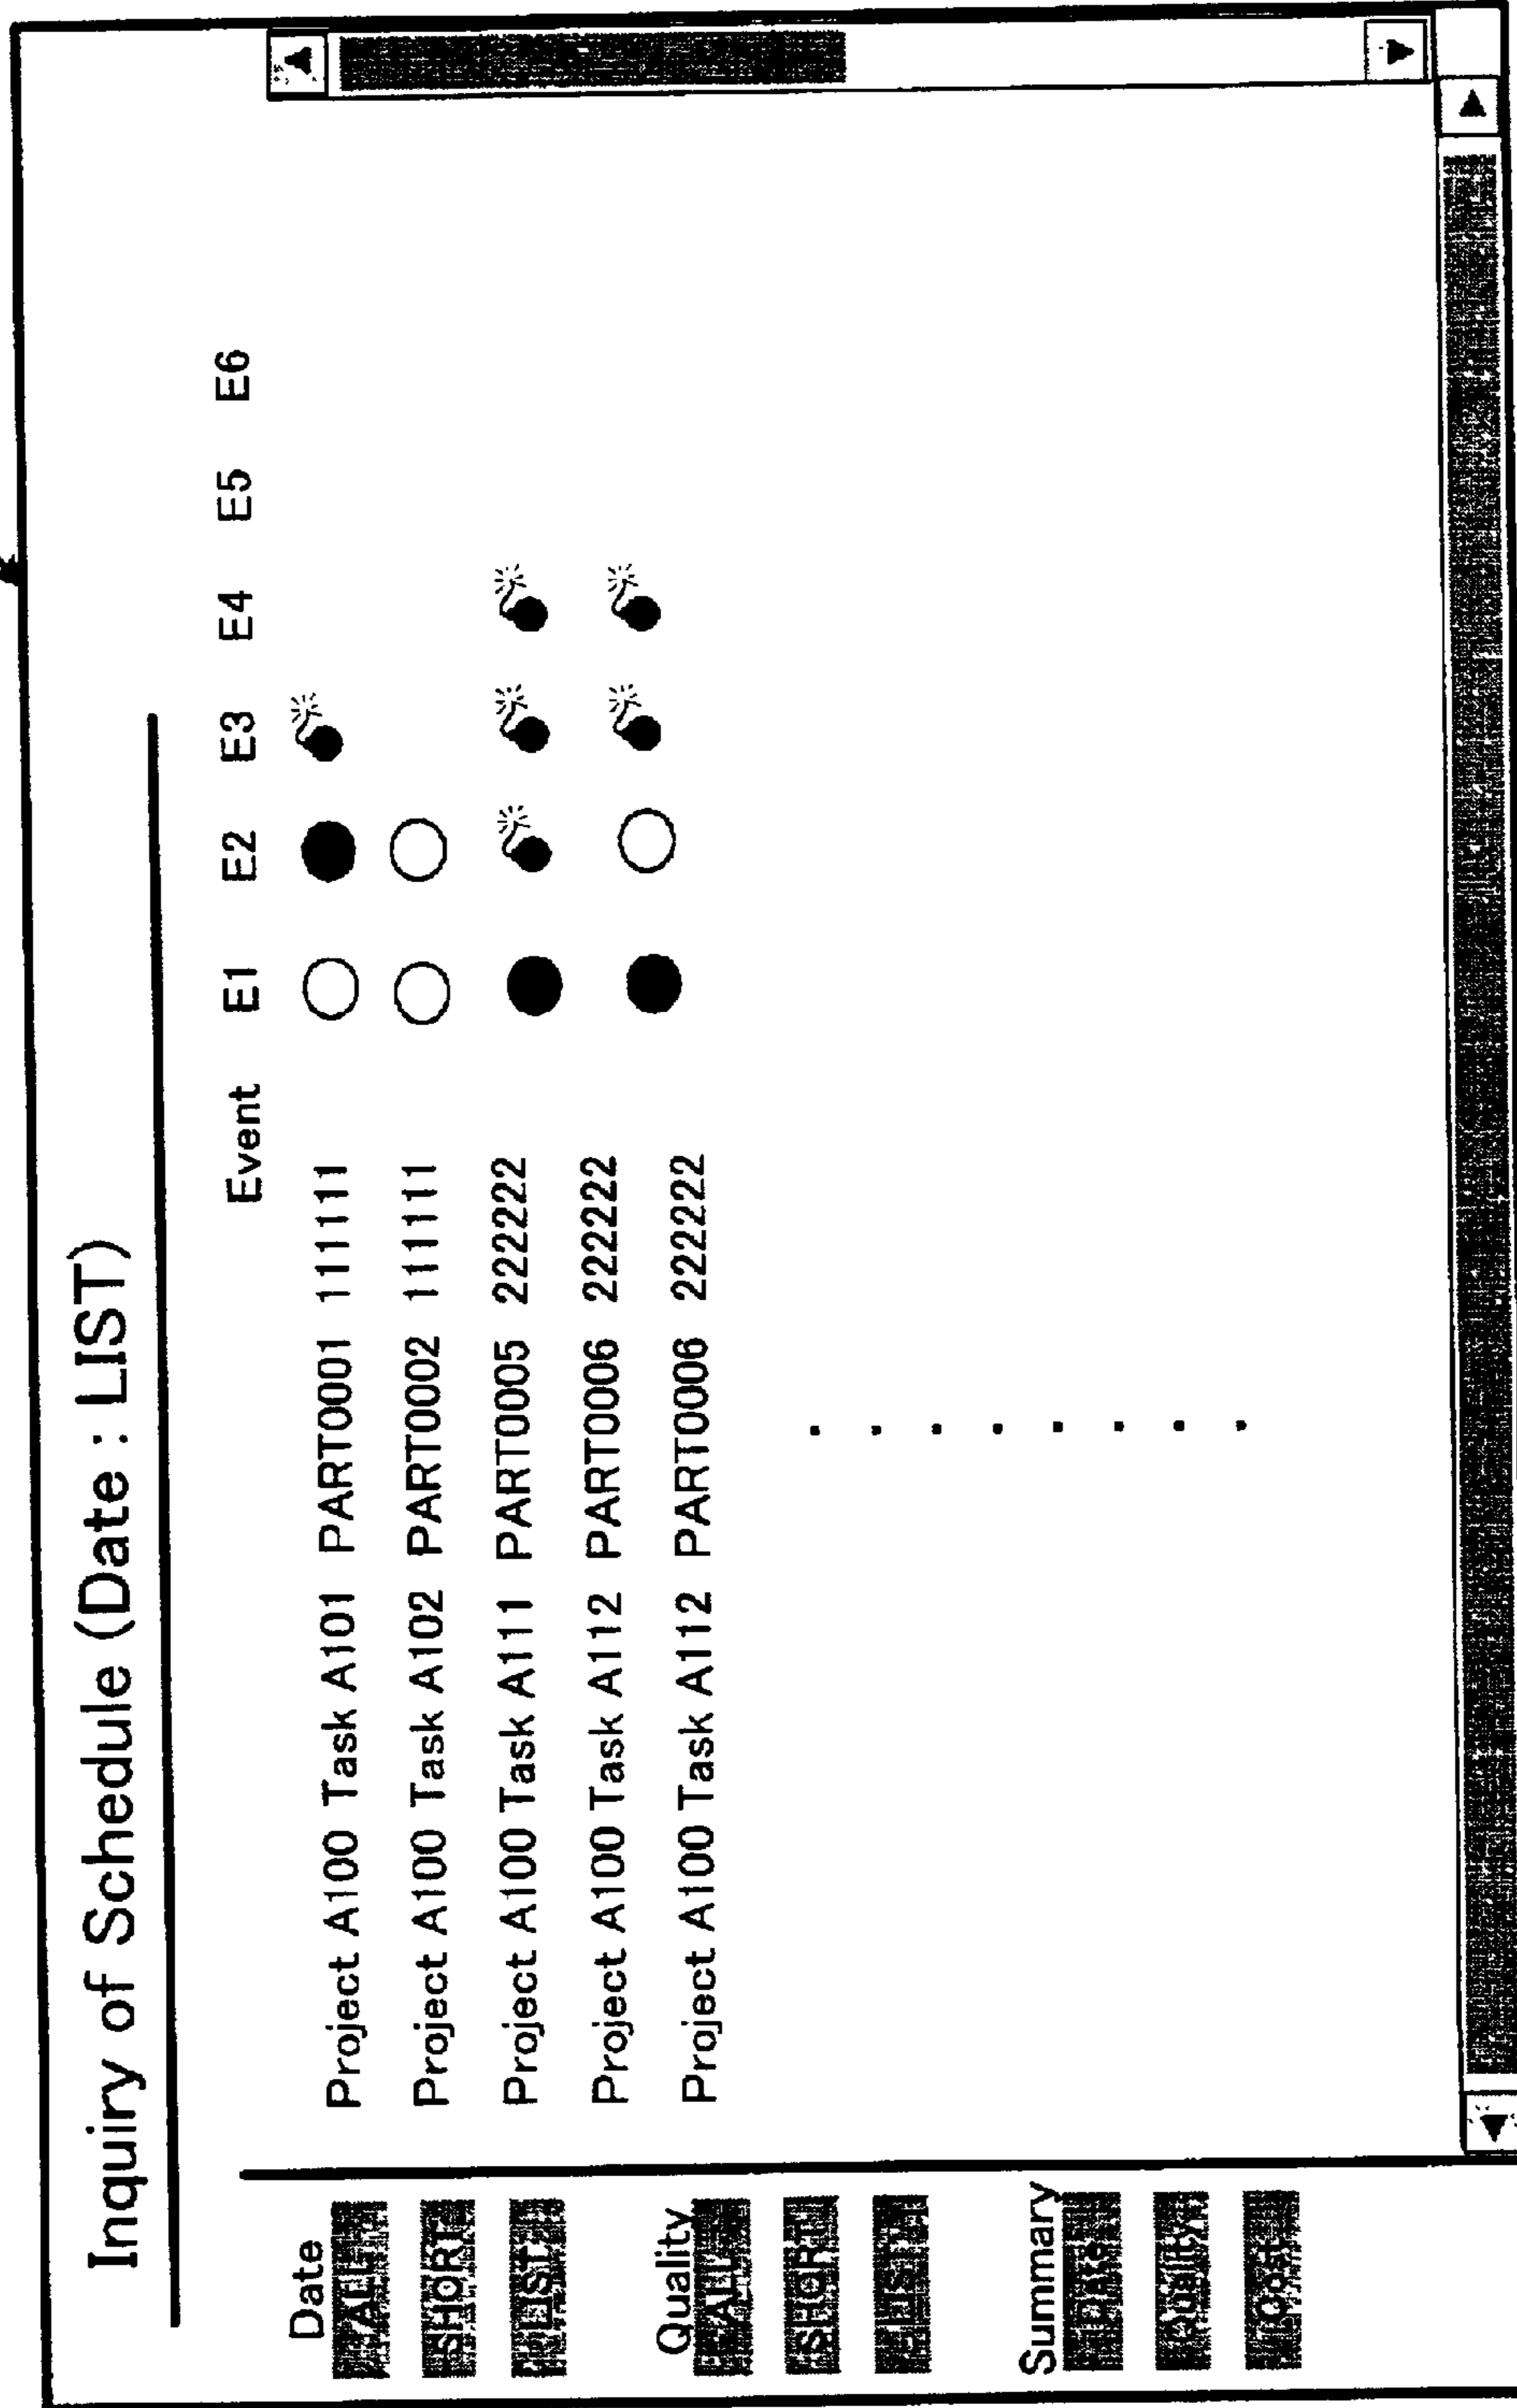 Inquiry of Schedule (Date : LIST)
Event E1 E2 E3 E4 E5 E6
Project A100 Task A101 PART0001 111111
Project A100 Task A102 PART0002 111111
Project A100 Task A111 PART0005 222222
Project A100 Task A112 PART0006 222222
Project A100 Task A112 PART0006 222222
Date
ALL
SHORT
LIST
Quality
ALL
SHORT
LIST
Summary
Date
Quality
Cost